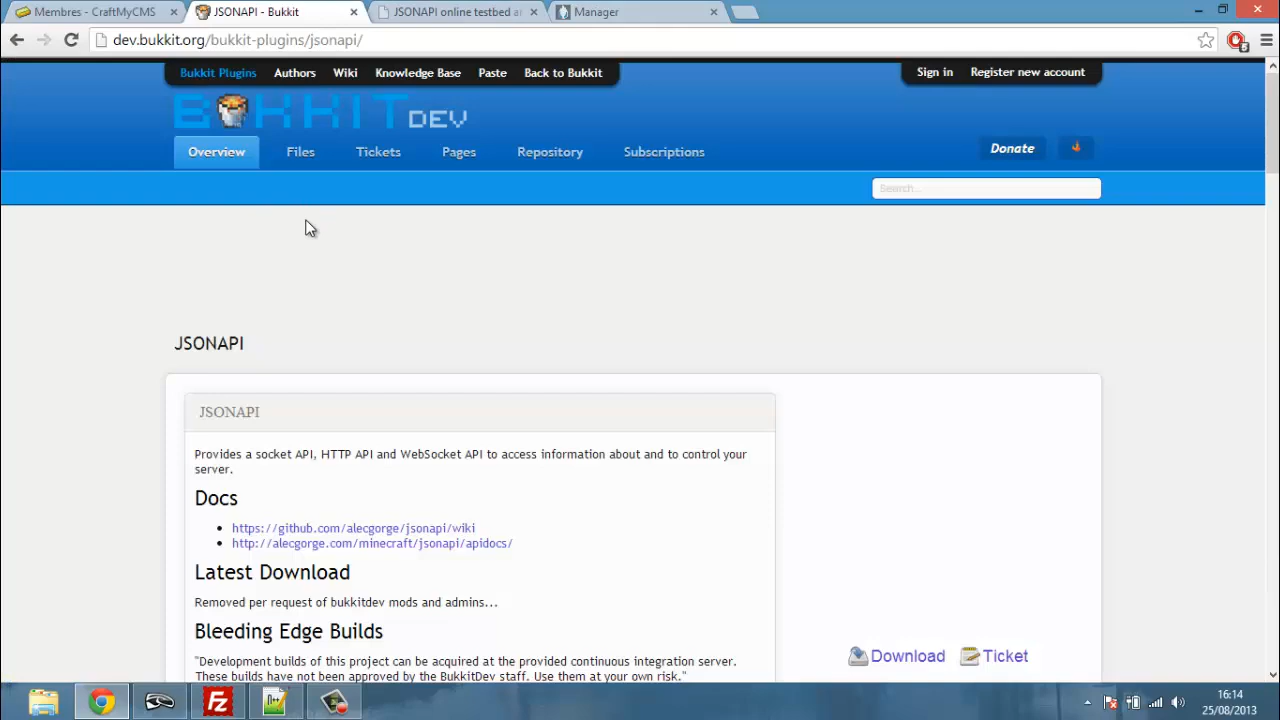 Membres - CraftMyCMS
JSONAPI - Bukkit
JSONAPI online testbed a
Manager
dev.bukkit.org/bukkit-plugins/jsonapi/
Bukkit Plugins Authors Wiki Knowledge Base Paste Back to Bukkit
Sign in Register new account
BUKKIT DEV
Overview Files Tickets Pages Repository Subscriptions
Donate
Search...
JSONAPI
JSONAPI
Provides a socket API, HTTP API and WebSocket API to access information about and to control your
server.
Docs
https://github.com/alecgorge/jsonapi/wiki
http://alecgorge.com/minecraft/jsonapi/apidocs/
Latest Download
Removed per request of bukkitdev mods and admins...
Bleeding Edge Builds
"Development builds of this project can be acquired at the provided continuous integration server.
These builds have not been approved by the BukkitDev staff. Use them at your own risk."
Download Ticket
16:14
25/08/2013